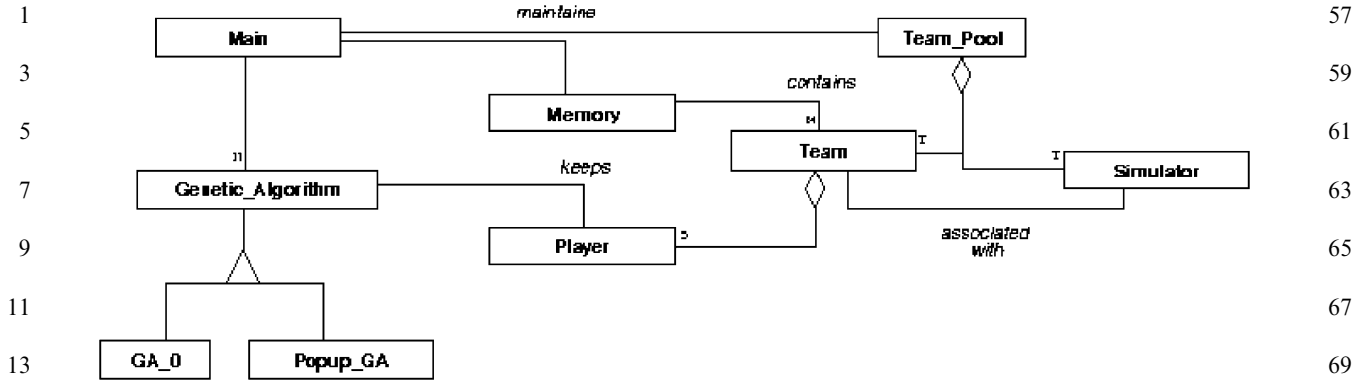 1
57
maintains
Main
Team_Pool
3
59
contains
Memory
M
5
61
Team
T
T
n
keeps
Simulator
Genetic_Algorithm
7
63
5
associated
with
Player
9
65
11
67
GA_0
Popup_GA
13
69